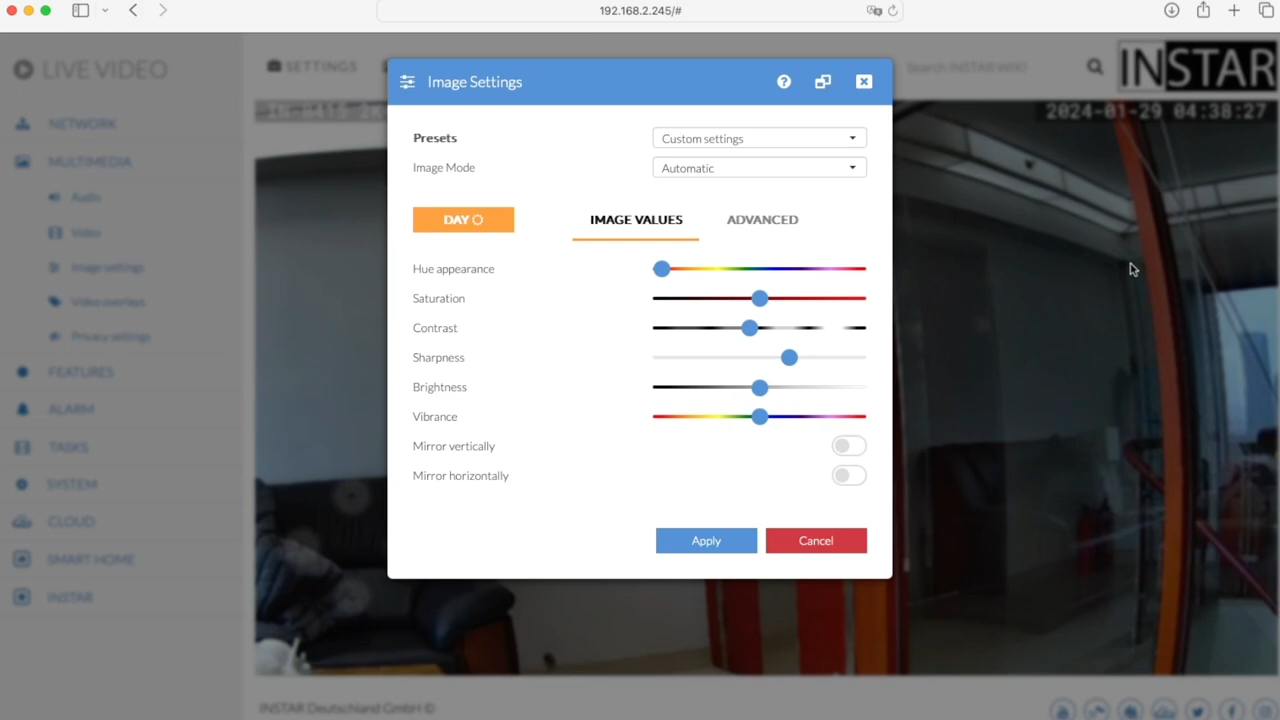 192.168.2.245/#
LIVE VIDEO
SETTINGS
Search INSTAR WIKI
INSTAR
2024-01-29 04:38:27
NETWORK
MULTIMEDIA
Audio
Video
Image settings
Video overlays
Privacy settings
FEATURES
ALARM
TASKS
SYSTEM
CLOUD
SMART HOME
INSTAR
Image Settings
Presets
Custom settings
Image Mode
Automatic
DAY
IMAGE VALUES
ADVANCED
Hue appearance
Saturation
Contrast
Sharpness
Brightness
Vibrance
Mirror vertically
Mirror horizontally
Apply
Cancel
INSTAR Deutschland GmbH ©